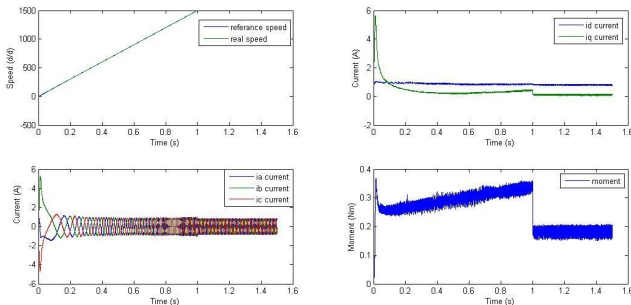 1500
1000
500
0
-500
Speed (d/d)
0 0.2 0.4 0.6 0.8 1 1.2 1.4 1.6
Time (s)
referance speed
real speed
6
4
2
0
-2
Current (A)
0 0.2 0.4 0.6 0.8 1 1.2 1.4 1.6
Time (s)
id current
iq current
6
4
2
0
-2
-4
-6
Current (A)
0 0.2 0.4 0.6 0.8 1 1.2 1.4 1.6
Time (s)
ia current
ib current
ic current
0.4
0.3
0.2
0.1
0
Moment (Nm)
0 0.2 0.4 0.6 0.8 1 1.2 1.4 1.6
Time (s)
moment